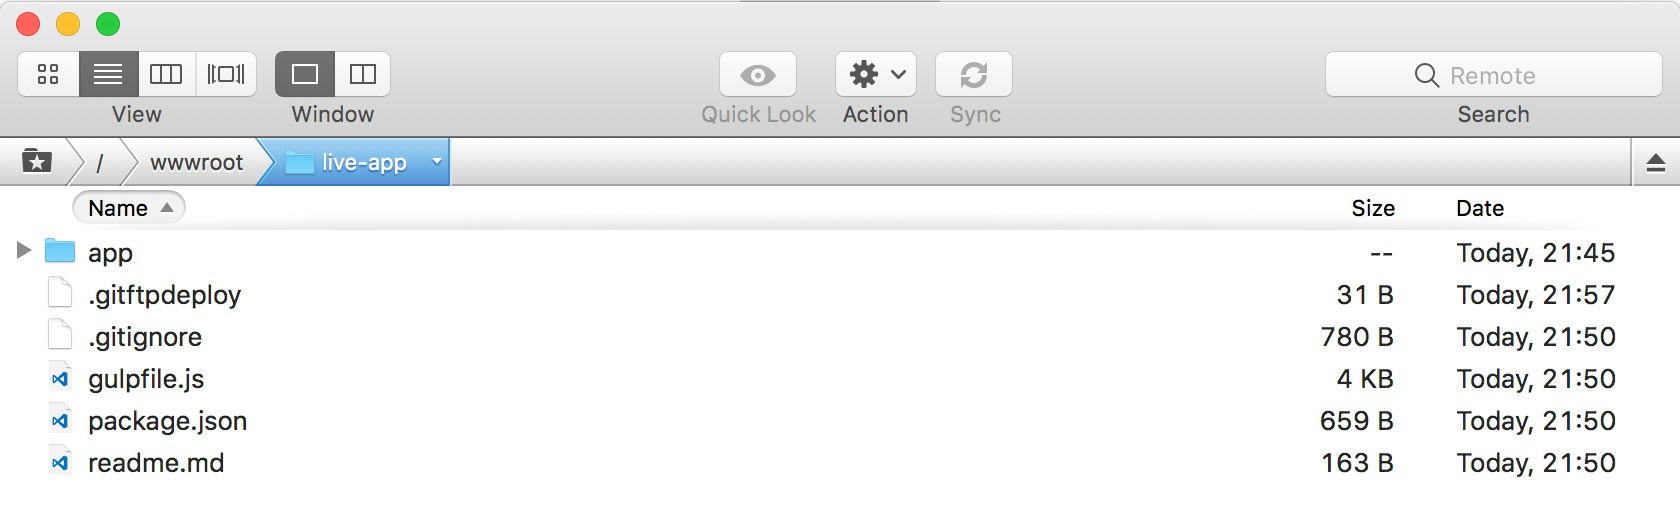 Remote
View Window Quick Look Action Sync Search
/ wwwroot live-app
Name Size Date
app -- Today, 21:45
.gitftpdeploy 31 B Today, 21:57
.gitignore 780 B Today, 21:50
gulpfile.js 4 KB Today, 21:50
package.json 659 B Today, 21:50
readme.md 163 B Today, 21:50